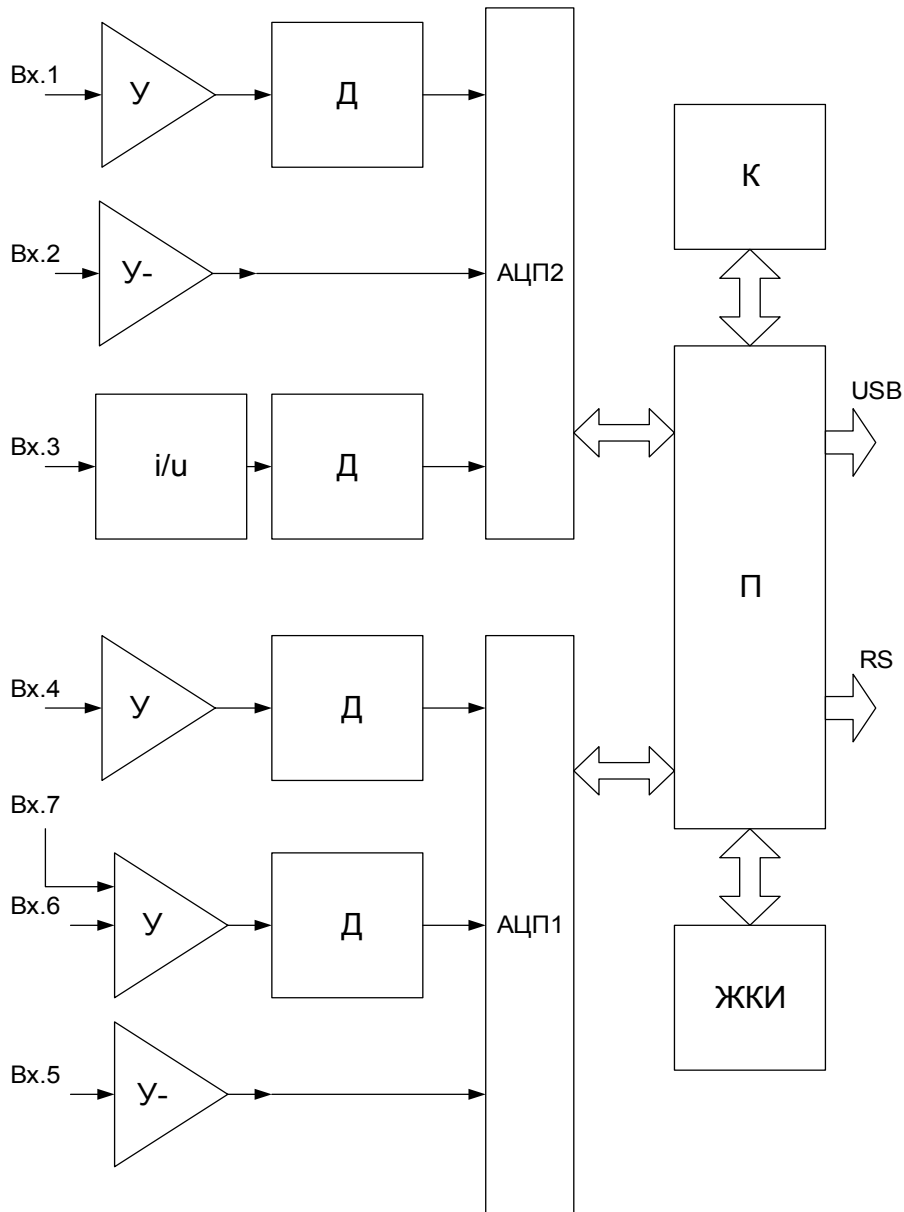 Вх.1
У
Д
К
Вх.2
У-
АЦП2
Вх.3
i/u
Д
USB
П
Вх.4
У
Д
RS
Вх.7
Вх.6
У
Д
АЦП1
ЖКИ
Вх.5
У-